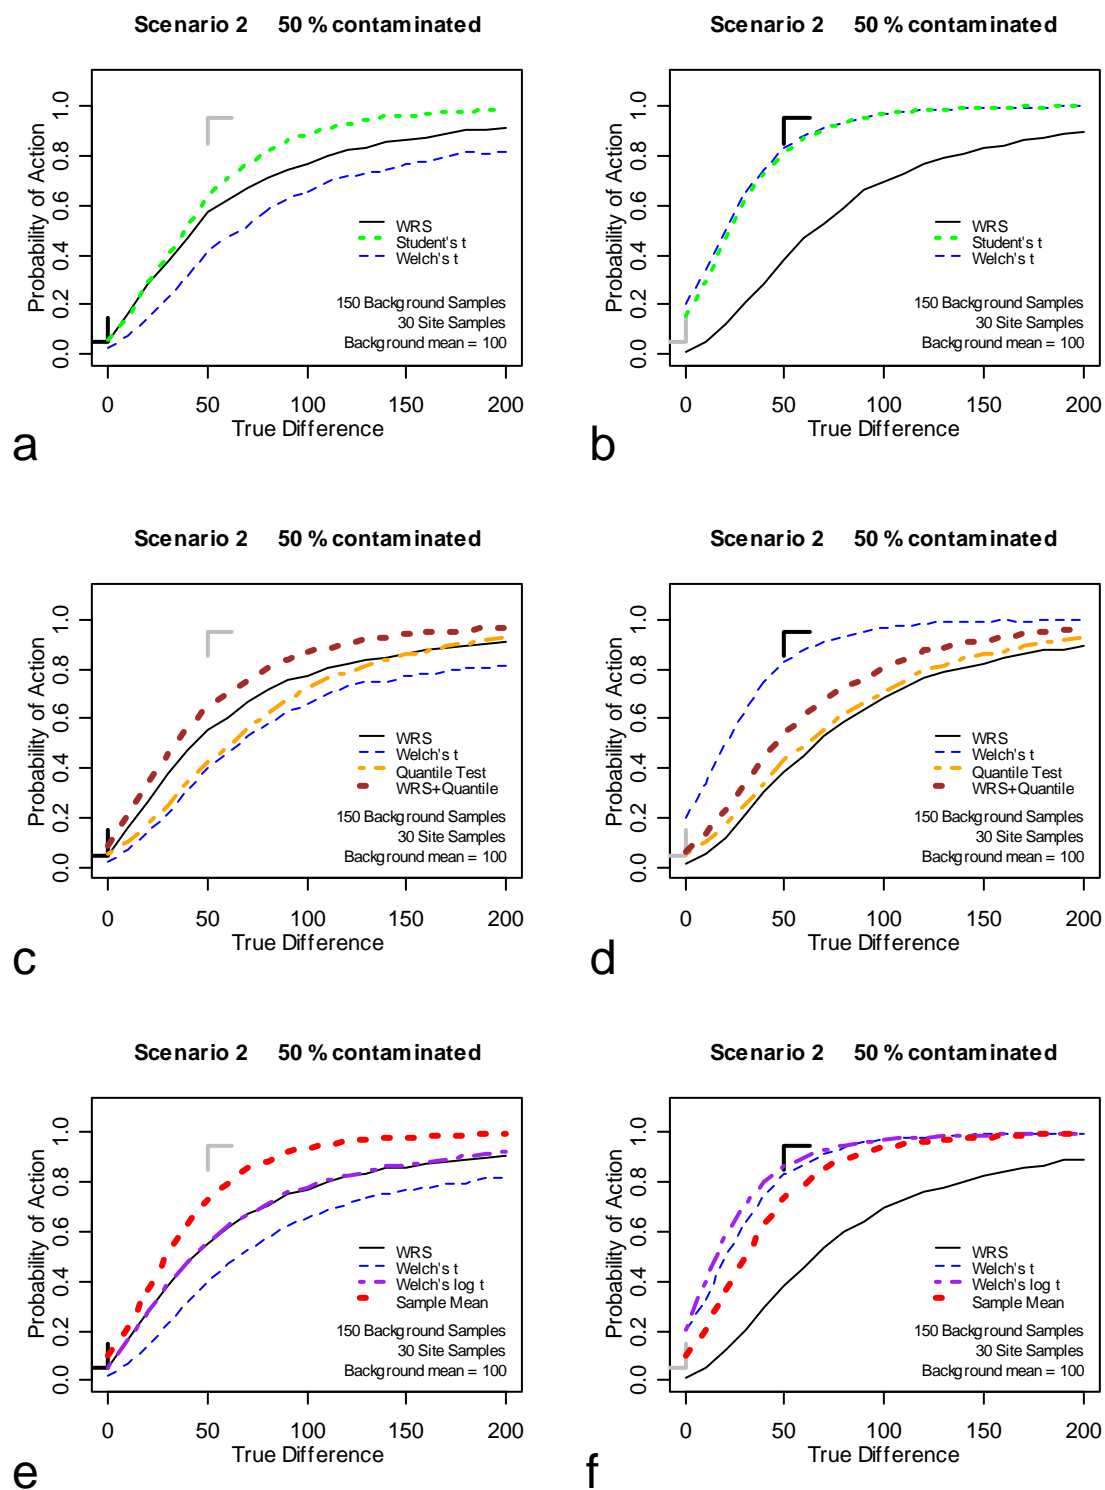 Scenario 2 50 % contaminated
Probability of Action
0.0 0.2 0.4 0.6 0.8 1.0
WRS
Student's t
Welch's t
150 Background Samples
30 Site Samples
Background mean = 100
0 50 100 150 200
True Difference
a
Scenario 2 50 % contaminated
Probability of Action
0.0 0.2 0.4 0.6 0.8 1.0
WRS
Student's t
Welch's t
150 Background Samples
30 Site Samples
Background mean = 100
0 50 100 150 200
True Difference
b
Scenario 2 50 % contaminated
Probability of Action
0.0 0.2 0.4 0.6 0.8 1.0
WRS
Welch's t
Quantile Test
WRS+Quantile
150 Background Samples
30 Site Samples
Background mean = 100
0 50 100 150 200
True Difference
c
Scenario 2 50 % contaminated
Probability of Action
0.0 0.2 0.4 0.6 0.8 1.0
WRS
Welch's t
Quantile Test
WRS+Quantile
150 Background Samples
30 Site Samples
Background mean = 100
0 50 100 150 200
True Difference
d
Scenario 2 50 % contaminated
Probability of Action
0.0 0.2 0.4 0.6 0.8 1.0
WRS
Welch's t
Welch's log t
Sample Mean
150 Background Samples
30 Site Samples
Background mean = 100
0 50 100 150 200
True Difference
e
Scenario 2 50 % contaminated
Probability of Action
0.0 0.2 0.4 0.6 0.8 1.0
WRS
Welch's t
Welch's log t
Sample Mean
150 Background Samples
30 Site Samples
Background mean = 100
0 50 100 150 200
True Difference
f